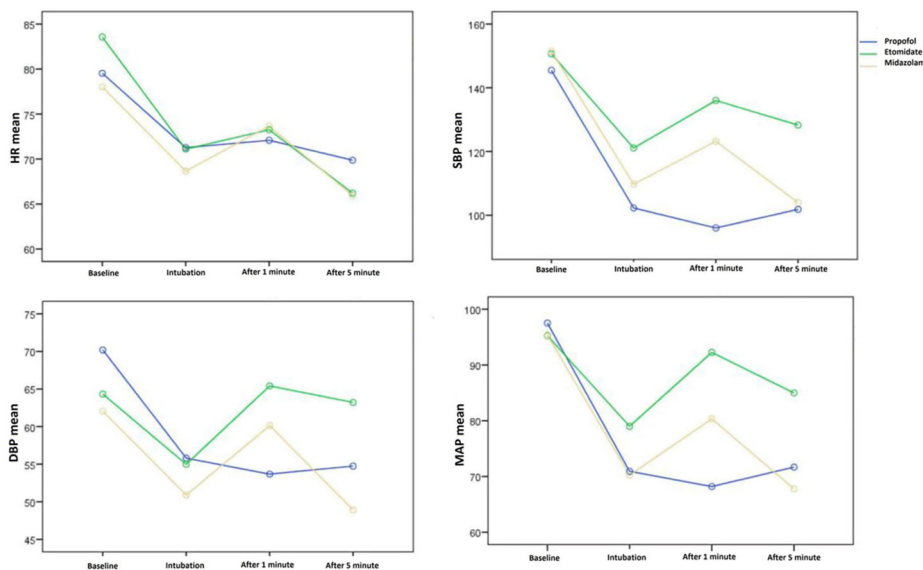 85
80
75
70
65
60
HR mean
Baseline
Intubation
After 1 minute
After 5 minute
160
140
120
100
SBP mean
Baseline
Intubation
After 1 minute
After 5 minute
Propofol
Etomidate
Midazolam
75
70
65
60
55
50
45
DBP mean
Baseline
Intubation
After 1 minute
After 5 minute
100
90
80
70
60
MAP mean
Baseline
Intubation
After 1 minute
After 5 minute